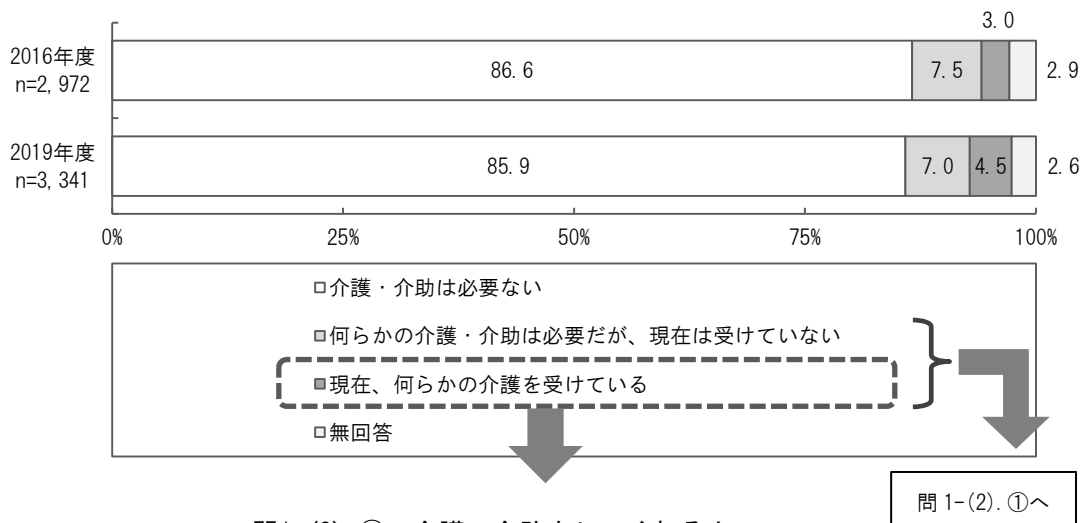 3.0
2016年度
n=2,972
86.6
7.5
2.9
2019年度
n=3,341
85.9
7.0
4.5
2.6
0%
25%
50%
75%
100%
介護・介助は必要ない
何らかの介護・介助は必要だが、現在は受けていない
現在、何らかの介護を受けている
無回答
問1-(2).①へ